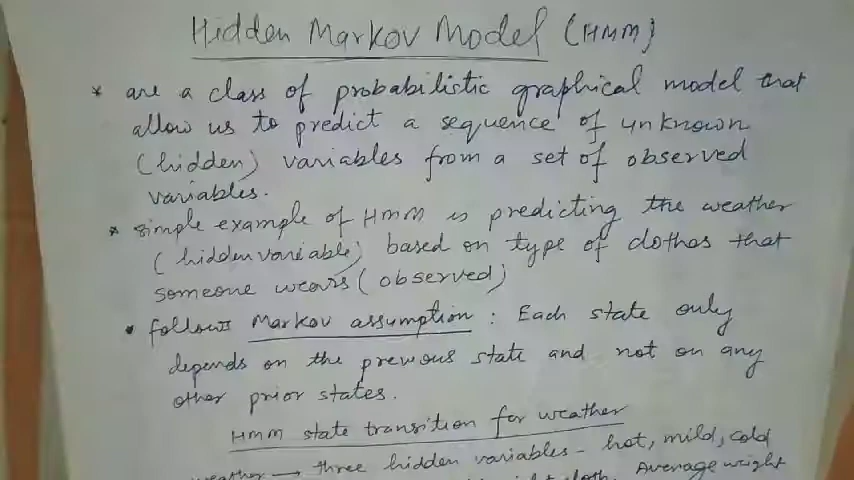 Hidden Markov Model (HMM)
* are a class of probabilistic graphical model that
allow us to predict a sequence of unknown
(hidden) variables from a set of observed
variables.
* simple example of HMM is predicting the weather
(hidden variable) based on type of clothes that
someone wears (observed)
• follows Markov assumption : Each state only
depends on the previous state and not on any
other prior states.
HMM state transition for weather
weather → three hidden variables - hot, mild, cold
cloth, Average weight